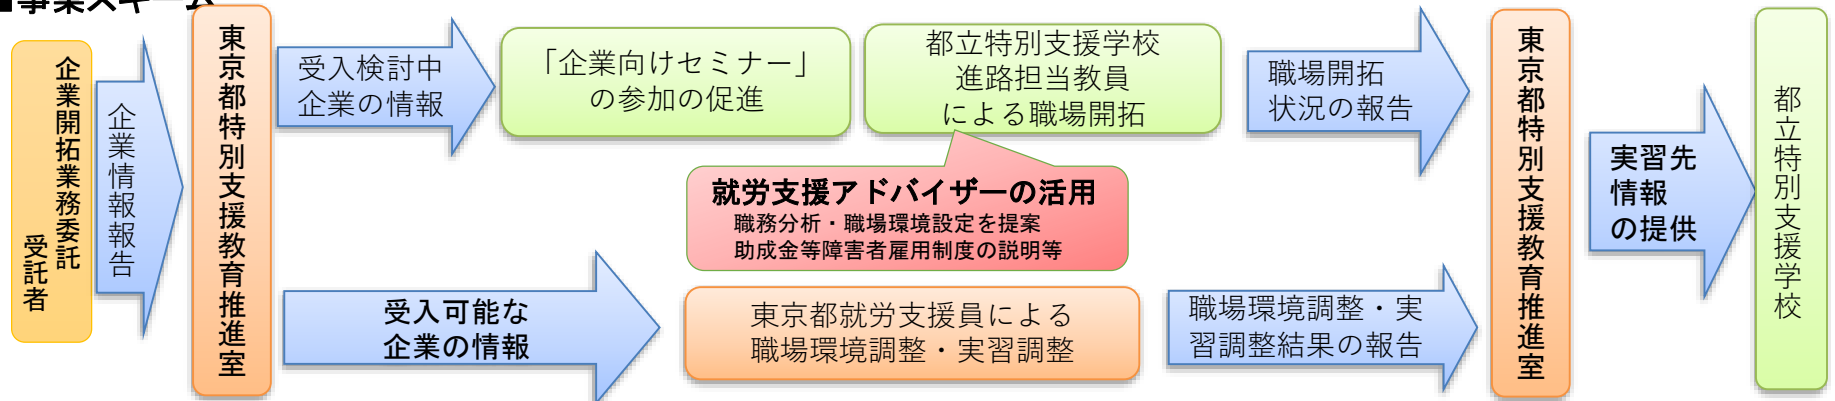 ■事業スキーム
企業開拓業務委託
受託者
企業情報報告
東京都特別支援教育推進室
受入検討中
企業の情報
「企業向けセミナー」
の参加の促進
都立特別支援学校
進路担当教員
による職場開拓
職場開拓
状況の報告
就労支援アドバイザーの活用
職務分析・職場環境設定を提案
助成金等障害者雇用制度の説明等
受入可能な
企業の情報
東京都就労支援員による
職場環境調整・実習調整
職場環境調整・実
習調整結果の報告
東京都特別支援教育推進室
実習先
情報
の提供
都立特別支援学校